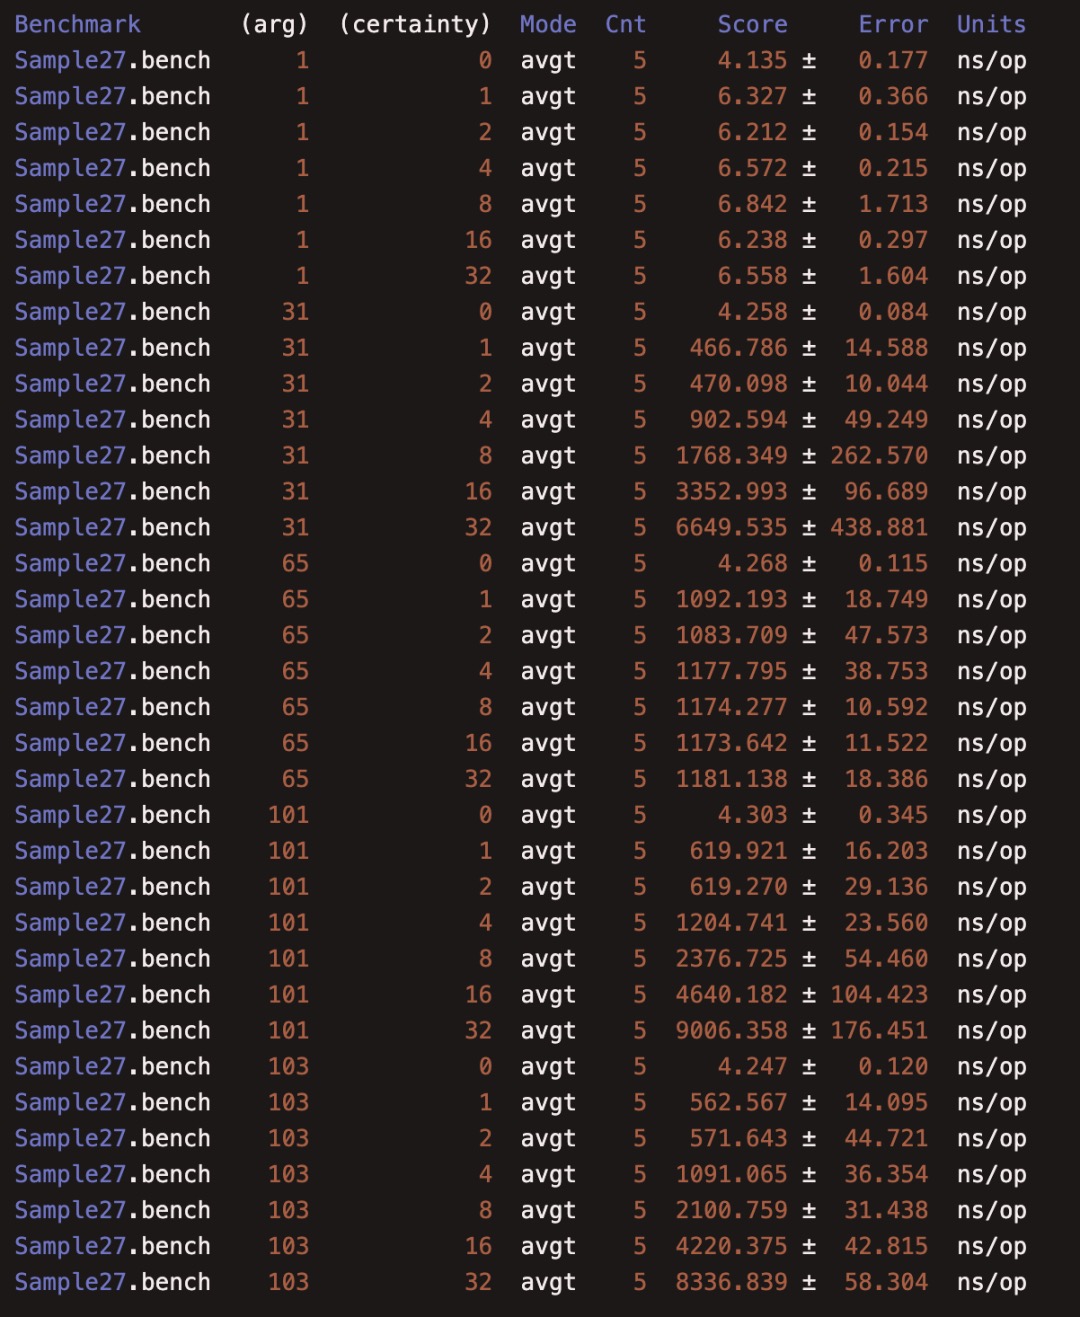 Benchmark (arg) (certainty) Mode Cnt Score Error Units
Sample27.bench 1 0 avgt 5 4.135 ± 0.177 ns/op
Sample27.bench 1 1 avgt 5 6.327 ± 0.366 ns/op
Sample27.bench 1 2 avgt 5 6.212 ± 0.154 ns/op
Sample27.bench 1 4 avgt 5 6.572 ± 0.215 ns/op
Sample27.bench 1 8 avgt 5 6.842 ± 1.713 ns/op
Sample27.bench 1 16 avgt 5 6.238 ± 0.297 ns/op
Sample27.bench 1 32 avgt 5 6.558 ± 1.604 ns/op
Sample27.bench 31 0 avgt 5 4.258 ± 0.084 ns/op
Sample27.bench 31 1 avgt 5 466.786 ± 14.588 ns/op
Sample27.bench 31 2 avgt 5 470.098 ± 10.044 ns/op
Sample27.bench 31 4 avgt 5 902.594 ± 49.249 ns/op
Sample27.bench 31 8 avgt 5 1768.349 ± 262.570 ns/op
Sample27.bench 31 16 avgt 5 3352.993 ± 96.689 ns/op
Sample27.bench 31 32 avgt 5 6649.535 ± 438.881 ns/op
Sample27.bench 65 0 avgt 5 4.268 ± 0.115 ns/op
Sample27.bench 65 1 avgt 5 1092.193 ± 18.749 ns/op
Sample27.bench 65 2 avgt 5 1083.709 ± 47.573 ns/op
Sample27.bench 65 4 avgt 5 1177.795 ± 38.753 ns/op
Sample27.bench 65 8 avgt 5 1174.277 ± 10.592 ns/op
Sample27.bench 65 16 avgt 5 1173.642 ± 11.522 ns/op
Sample27.bench 65 32 avgt 5 1181.138 ± 18.386 ns/op
Sample27.bench 101 0 avgt 5 4.303 ± 0.345 ns/op
Sample27.bench 101 1 avgt 5 619.921 ± 16.203 ns/op
Sample27.bench 101 2 avgt 5 619.270 ± 29.136 ns/op
Sample27.bench 101 4 avgt 5 1204.741 ± 23.560 ns/op
Sample27.bench 101 8 avgt 5 2376.725 ± 54.460 ns/op
Sample27.bench 101 16 avgt 5 4640.182 ± 104.423 ns/op
Sample27.bench 101 32 avgt 5 9006.358 ± 176.451 ns/op
Sample27.bench 103 0 avgt 5 4.247 ± 0.120 ns/op
Sample27.bench 103 1 avgt 5 562.567 ± 14.095 ns/op
Sample27.bench 103 2 avgt 5 571.643 ± 44.721 ns/op
Sample27.bench 103 4 avgt 5 1091.065 ± 36.354 ns/op
Sample27.bench 103 8 avgt 5 2100.759 ± 31.438 ns/op
Sample27.bench 103 16 avgt 5 4220.375 ± 42.815 ns/op
Sample27.bench 103 32 avgt 5 8336.839 ± 58.304 ns/op